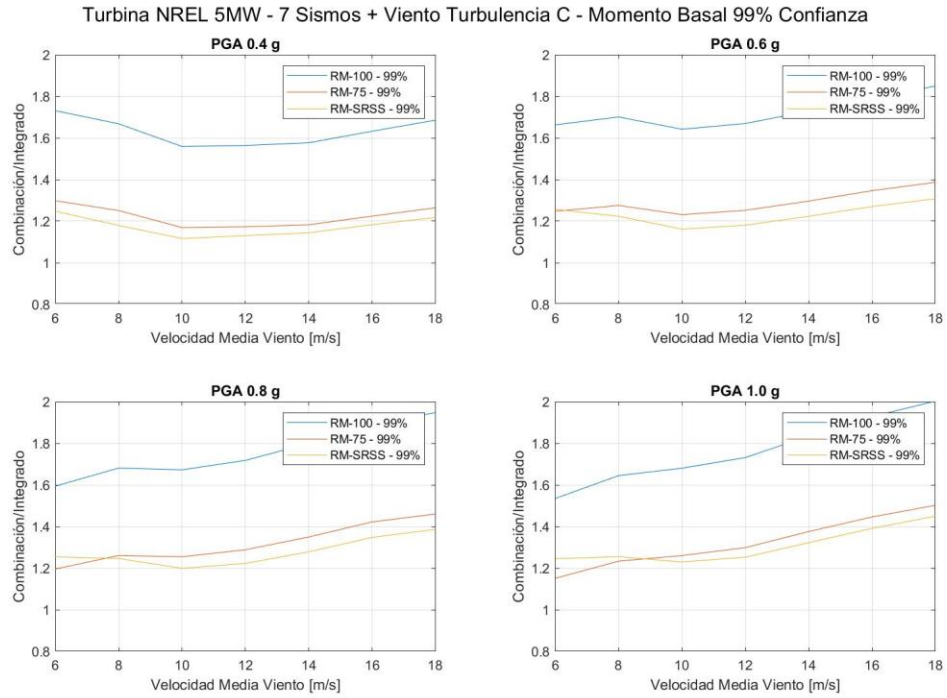 Turbina NREL 5MW - 7 Sismos + Viento Turbulencia C - Momento Basal 99% Confianza
PGA 0.4 g
2
1.8
1.6
1.4
1.2
1
0.8
Combinación/Integrado
RM-100 - 99%
RM-75 - 99%
RM-SRSS - 99%
6 8 10 12 14 16 18
Velocidad Media Viento [m/s]
PGA 0.6 g
2
1.8
1.6
1.4
1.2
1
0.8
Combinación/Integrado
RM-100 - 99%
RM-75 - 99%
RM-SRSS - 99%
6 8 10 12 14 16 18
Velocidad Media Viento [m/s]
PGA 0.8 g
2
1.8
1.6
1.4
1.2
1
0.8
Combinación/Integrado
RM-100 - 99%
RM-75 - 99%
RM-SRSS - 99%
6 8 10 12 14 16 18
Velocidad Media Viento [m/s]
PGA 1.0 g
2
1.8
1.6
1.4
1.2
1
0.8
Combinación/Integrado
RM-100 - 99%
RM-75 - 99%
RM-SRSS - 99%
6 8 10 12 14 16 18
Velocidad Media Viento [m/s]